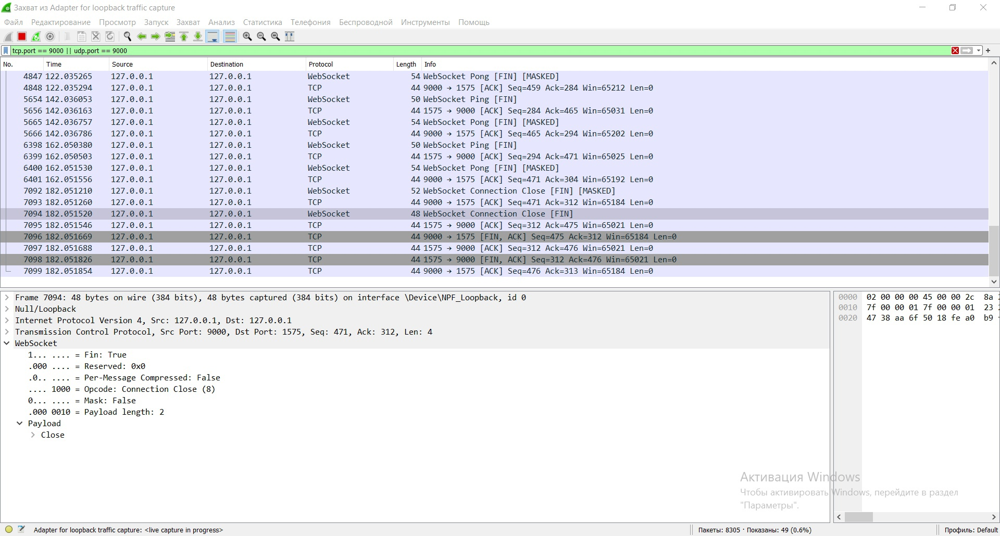 Захват из Adapter for loopback traffic capture
Файл Редактирование Просмотр Запуск Захват Анализ Статистика Телефония Беспроводной Инструменты Помощь
tcp.port == 9000 || udp.port == 9000
No. Time Source Destination Protocol Length Info
4847 122.035265 127.0.0.1 127.0.0.1 WebSocket 54 WebSocket Pong [FIN] [MASKED]
4848 122.035294 127.0.0.1 127.0.0.1 TCP 44 9000 → 1575 [ACK] Seq=459 Ack=284 Win=65212 Len=0
5654 142.036053 127.0.0.1 127.0.0.1 WebSocket 50 WebSocket Ping [FIN]
5656 142.036163 127.0.0.1 127.0.0.1 TCP 44 1575 → 9000 [ACK] Seq=284 Ack=465 Win=65031 Len=0
5665 142.036757 127.0.0.1 127.0.0.1 WebSocket 54 WebSocket Pong [FIN] [MASKED]
5666 142.036786 127.0.0.1 127.0.0.1 TCP 44 9000 → 1575 [ACK] Seq=465 Ack=294 Win=65202 Len=0
6398 162.050380 127.0.0.1 127.0.0.1 WebSocket 50 WebSocket Ping [FIN]
6399 162.050503 127.0.0.1 127.0.0.1 TCP 44 1575 → 9000 [ACK] Seq=294 Ack=471 Win=65025 Len=0
6400 162.051530 127.0.0.1 127.0.0.1 WebSocket 54 WebSocket Pong [FIN] [MASKED]
6401 162.051556 127.0.0.1 127.0.0.1 TCP 44 9000 → 1575 [ACK] Seq=471 Ack=304 Win=65192 Len=0
7092 182.051210 127.0.0.1 127.0.0.1 WebSocket 52 WebSocket Connection Close [FIN] [MASKED]
7093 182.051260 127.0.0.1 127.0.0.1 TCP 44 9000 → 1575 [ACK] Seq=471 Ack=312 Win=65184 Len=0
7094 182.051520 127.0.0.1 127.0.0.1 WebSocket 48 WebSocket Connection Close [FIN]
7095 182.051546 127.0.0.1 127.0.0.1 TCP 44 1575 → 9000 [ACK] Seq=312 Ack=475 Win=65021 Len=0
7096 182.051669 127.0.0.1 127.0.0.1 TCP 44 9000 → 1575 [FIN, ACK] Seq=475 Ack=312 Win=65184 Len=0
7097 182.051688 127.0.0.1 127.0.0.1 TCP 44 1575 → 9000 [ACK] Seq=312 Ack=476 Win=65021 Len=0
7098 182.051826 127.0.0.1 127.0.0.1 TCP 44 1575 → 9000 [FIN, ACK] Seq=312 Ack=476 Win=65021 Len=0
7099 182.051854 127.0.0.1 127.0.0.1 TCP 44 9000 → 1575 [ACK] Seq=476 Ack=313 Win=65184 Len=0
Frame 7094: 48 bytes on wire (384 bits), 48 bytes captured (384 bits) on interface \Device\NPF_Loopback, id 0
Null/Loopback
Internet Protocol Version 4, Src: 127.0.0.1, Dst: 127.0.0.1
Transmission Control Protocol, Src Port: 9000, Dst Port: 1575, Seq: 471, Ack: 312, Len: 4
WebSocket
1... .... = Fin: True
.000 .... = Reserved: 0x0
.0.. .... = Per-Message Compressed: False
.... 1000 = Opcode: Connection Close (8)
0... .... = Mask: False
.000 0010 = Payload length: 2
Payload
Close
0000 02 00 00 00 45 00 00 2c 8a
0010 7f 00 00 01 7f 00 00 01 23
0020 47 38 aa 6f 50 18 fe a0 b9
Активация Windows
Чтобы активировать Windows, перейдите в раздел
"Параметры".
Adapter for loopback traffic capture: <live capture in progress>
Пакеты: 8305 · Показаны: 49 (0.6%)
Профиль: Default